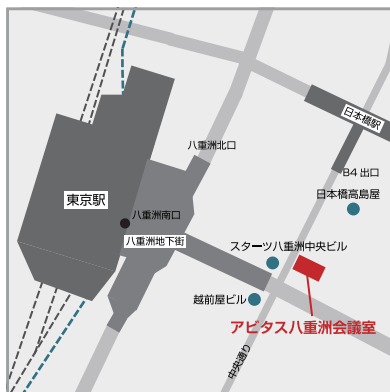 日本橋駅
八重洲北口
B4 出口
日本橋高島屋
東京駅
八重洲南口
八重洲地下街
スターツ八重洲中央ビル
越前屋ビル
アビタス八重洲会議室
中央通り